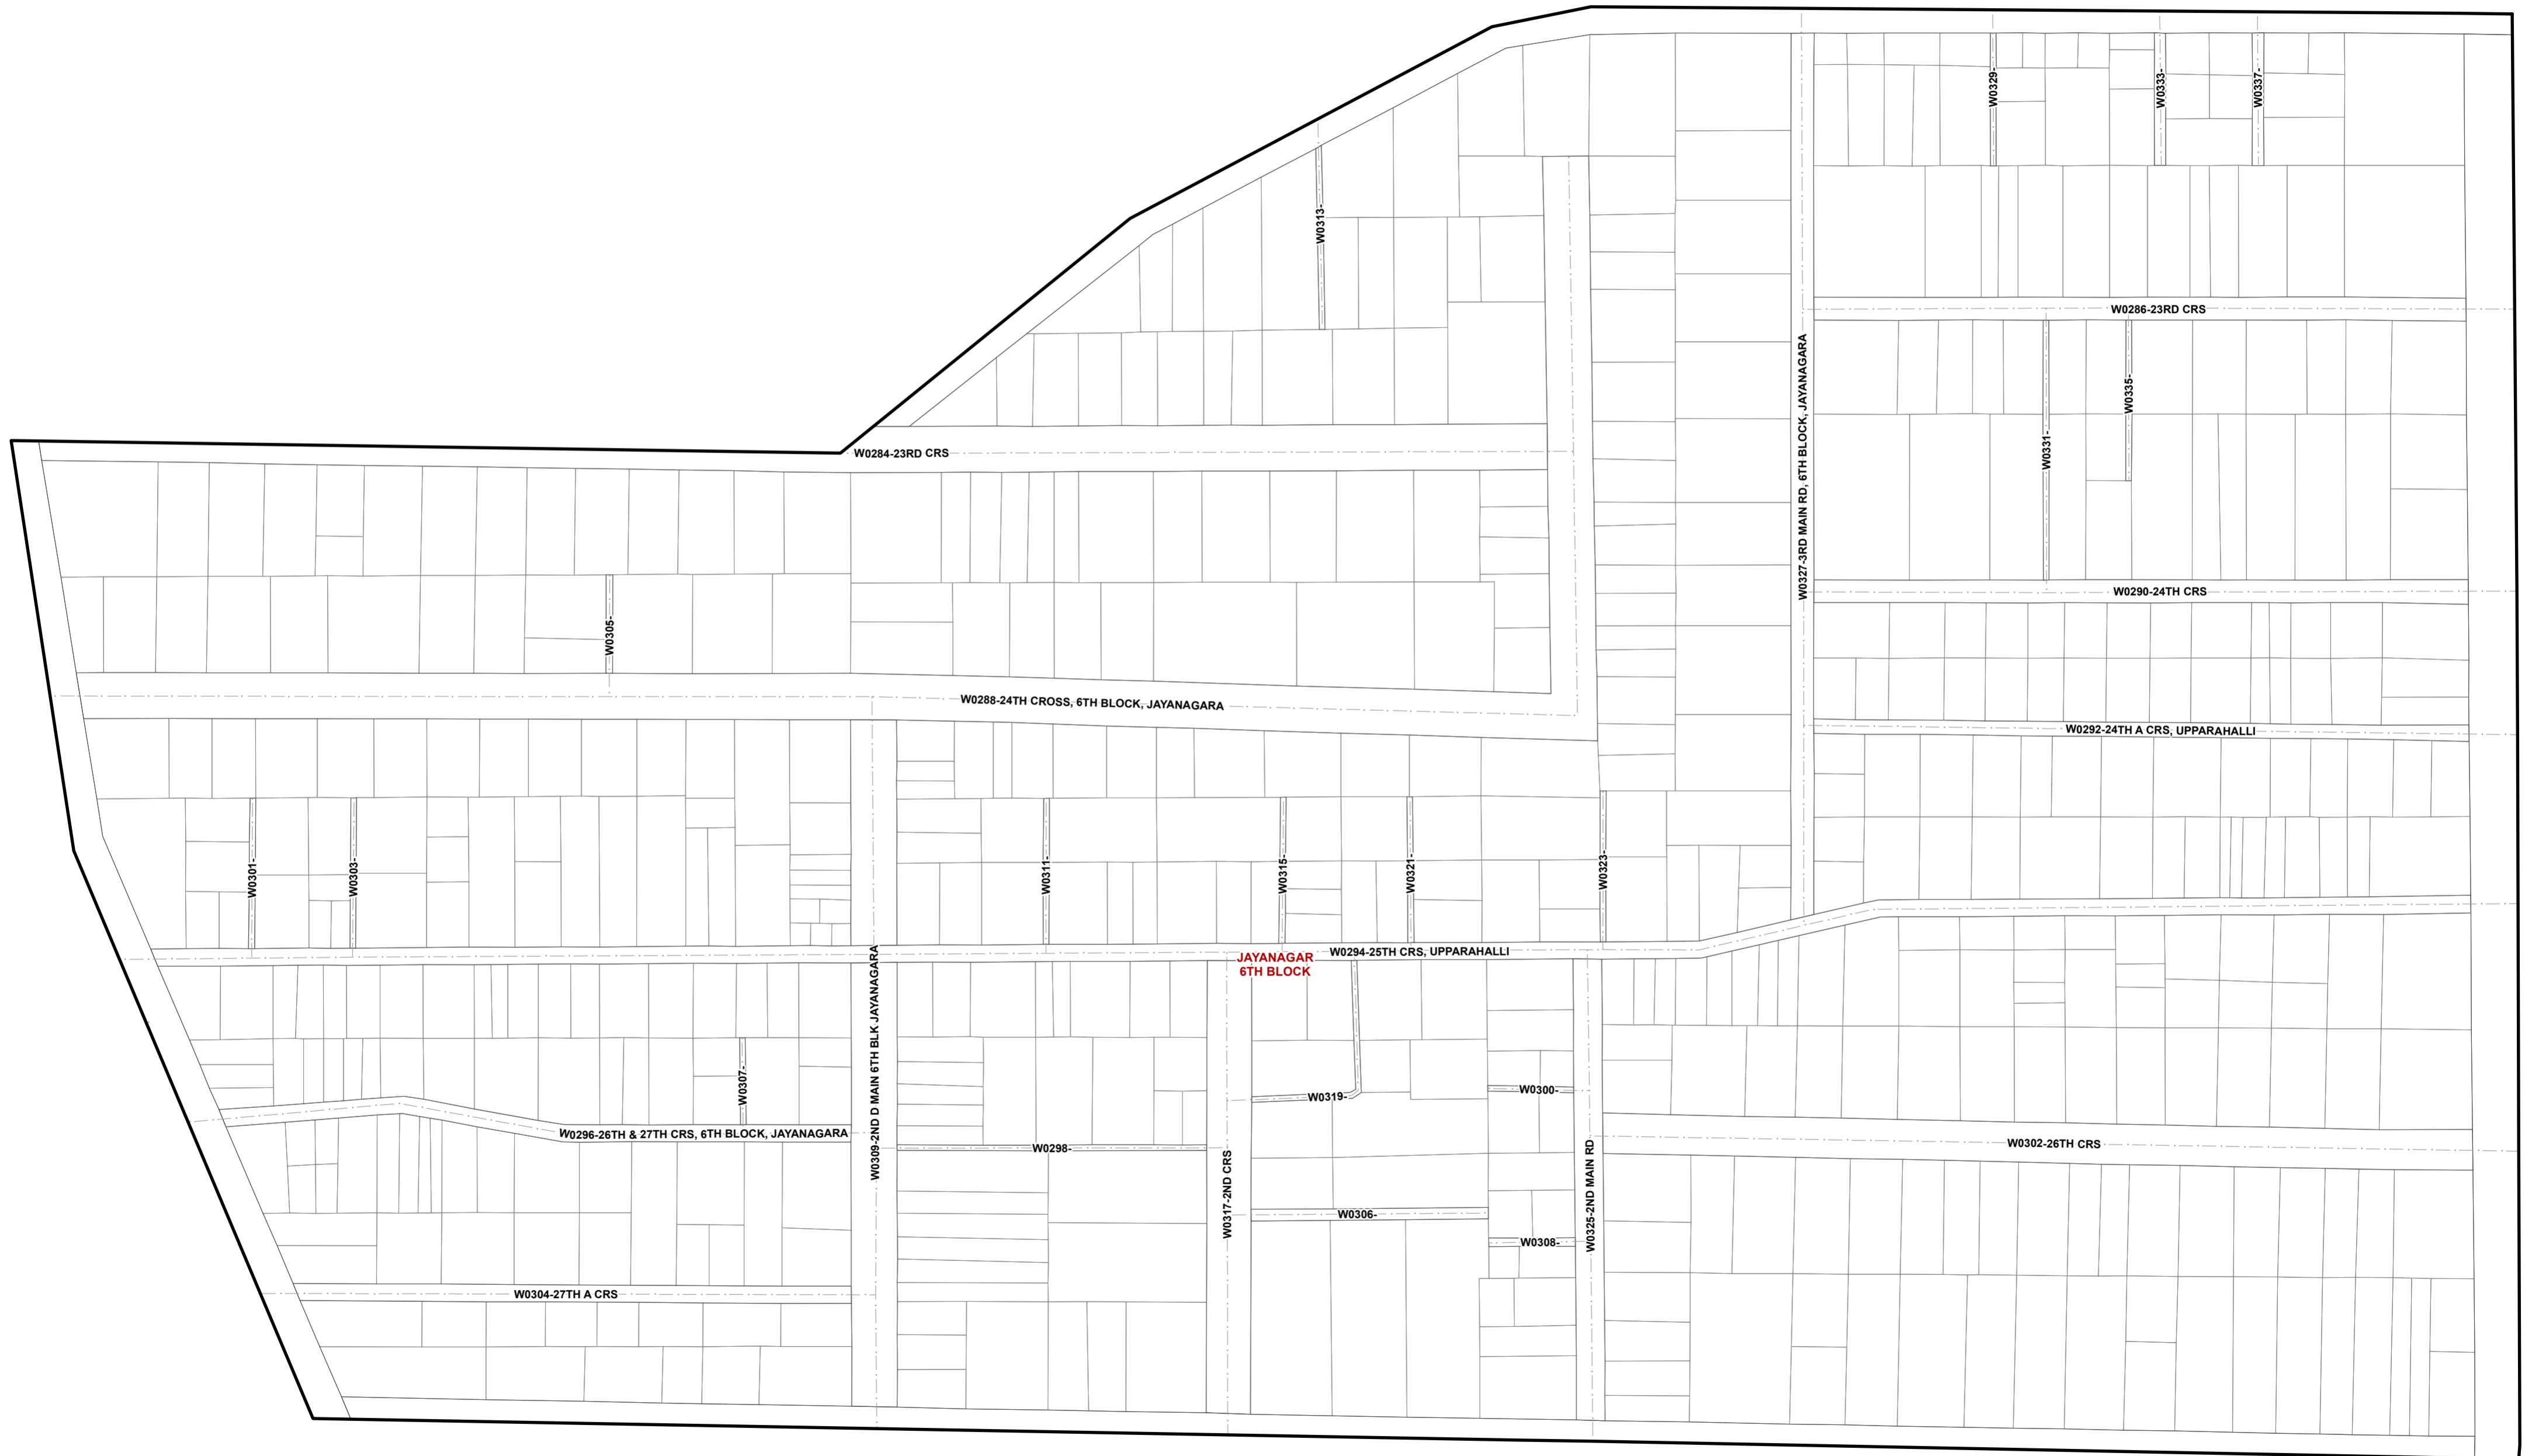 W0329-
W0333-
W0337-
W0313-
W0286-23RD CRS
W0327-3RD MAIN RD, 6TH BLOCK, JAYANAGARA
W0335-
W0331-
W0284-23RD CRS
W0290-24TH CRS
W0305-
W0288-24TH CROSS, 6TH BLOCK, JAYANAGARA
W0292-24TH A CRS, UPPARAHALLI
W0301-
W0303-
W0311-
W0315-
W0321-
W0323-
W0294-25TH CRS, UPPARAHALLI
JAYANAGAR
6TH BLOCK
W0309-2ND D MAIN 6TH BLK JAYANAGARA
W0307-
W0319-
W0300-
W0296-26TH & 27TH CRS, 6TH BLOCK, JAYANAGARA
W0298-
W0302-26TH CRS
W0317-2ND CRS
W0325-2ND MAIN RD
W0306-
W0308-
W0304-27TH A CRS